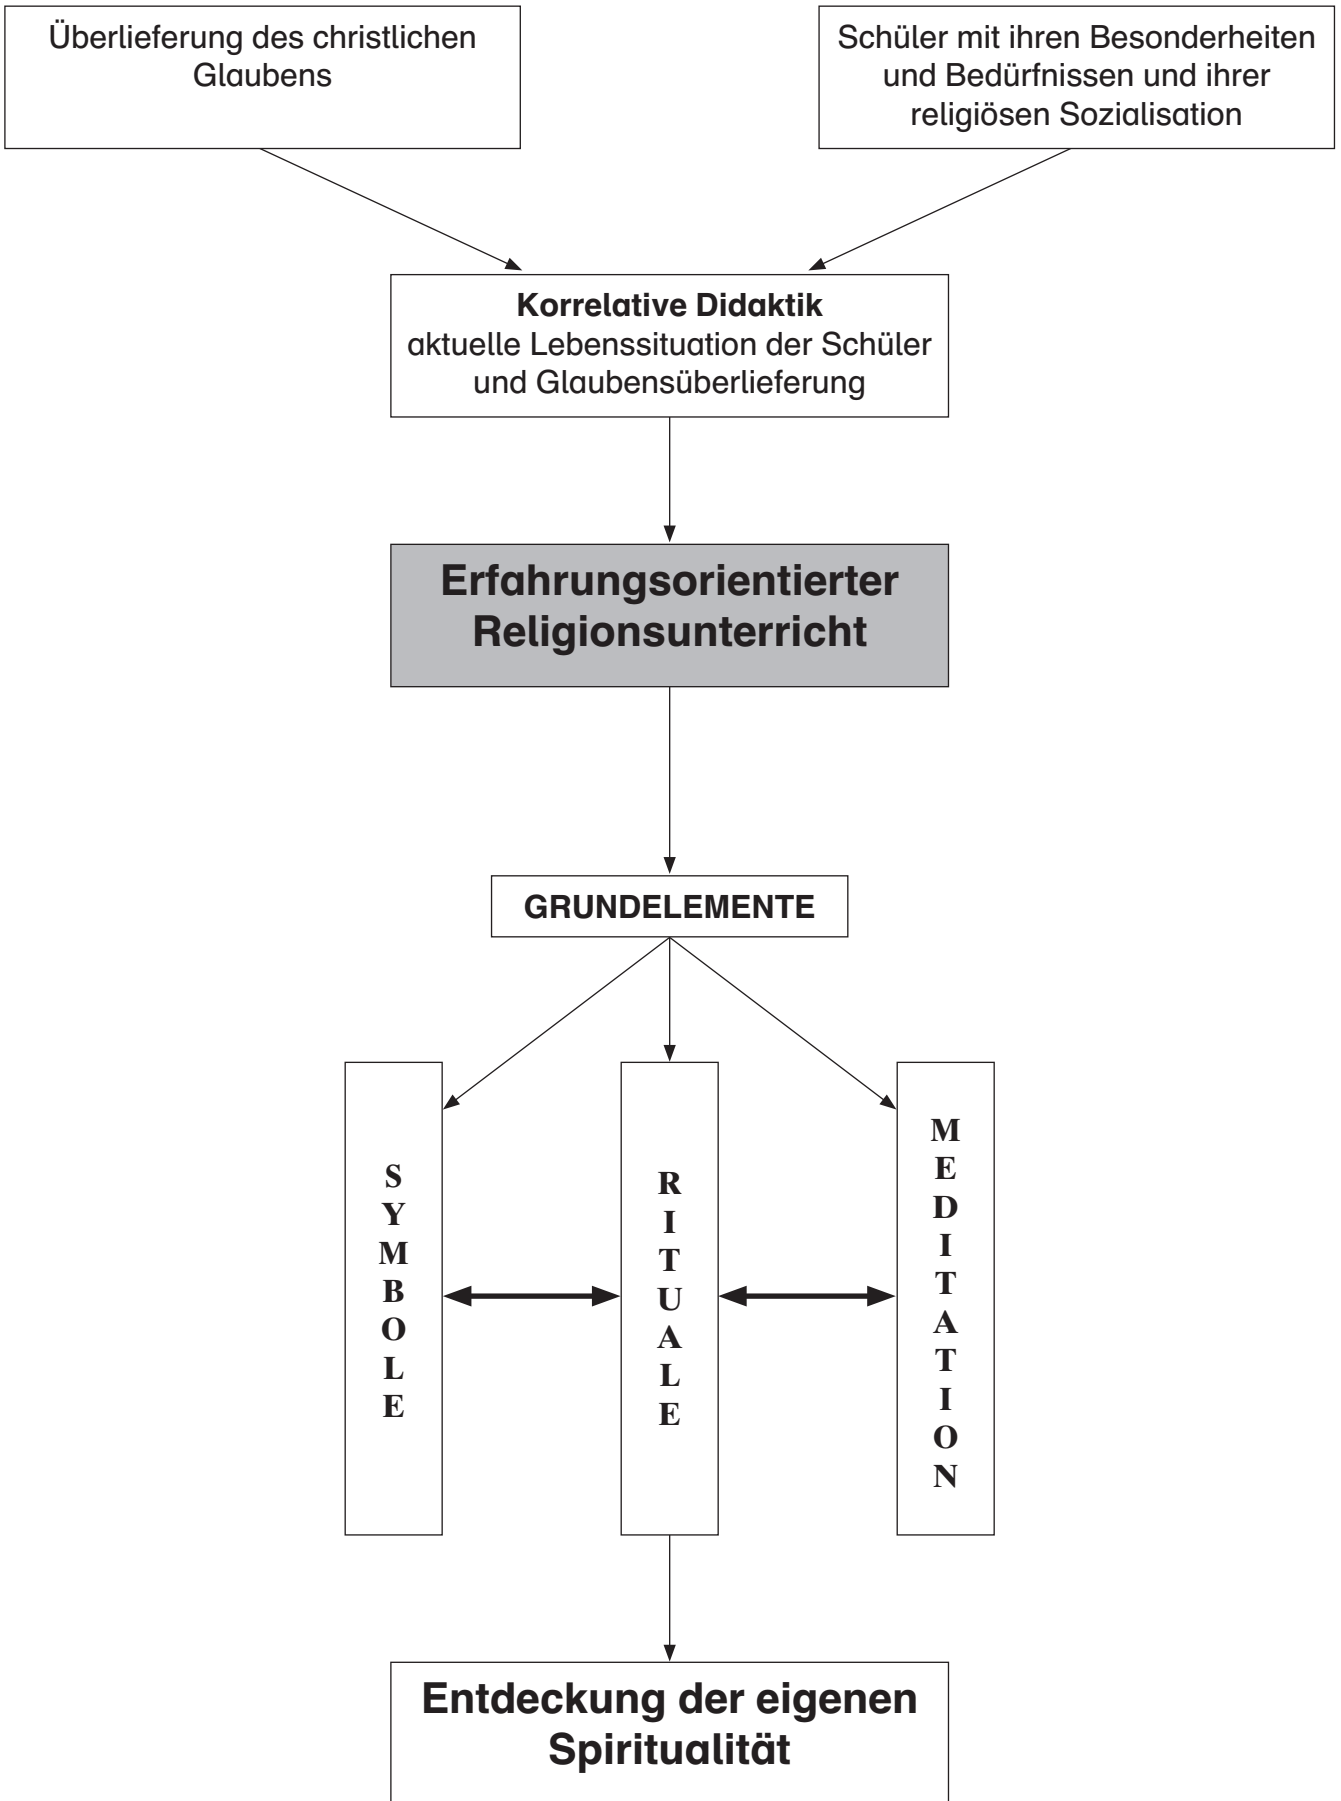 Überlieferung des christlichen
Glaubens
Schüler mit ihren Besonderheiten
und Bedürfnissen und ihrer
religiösen Sozialisation
Korrelative Didaktik
aktuelle Lebenssituation der Schüler
und Glaubensüberlieferung
Erfahrungsorientierter
Religionsunterricht
GRUNDELEMENTE
SYMBOLE
RITUALE
MEDITATION
Entdeckung der eigenen
Spiritualität